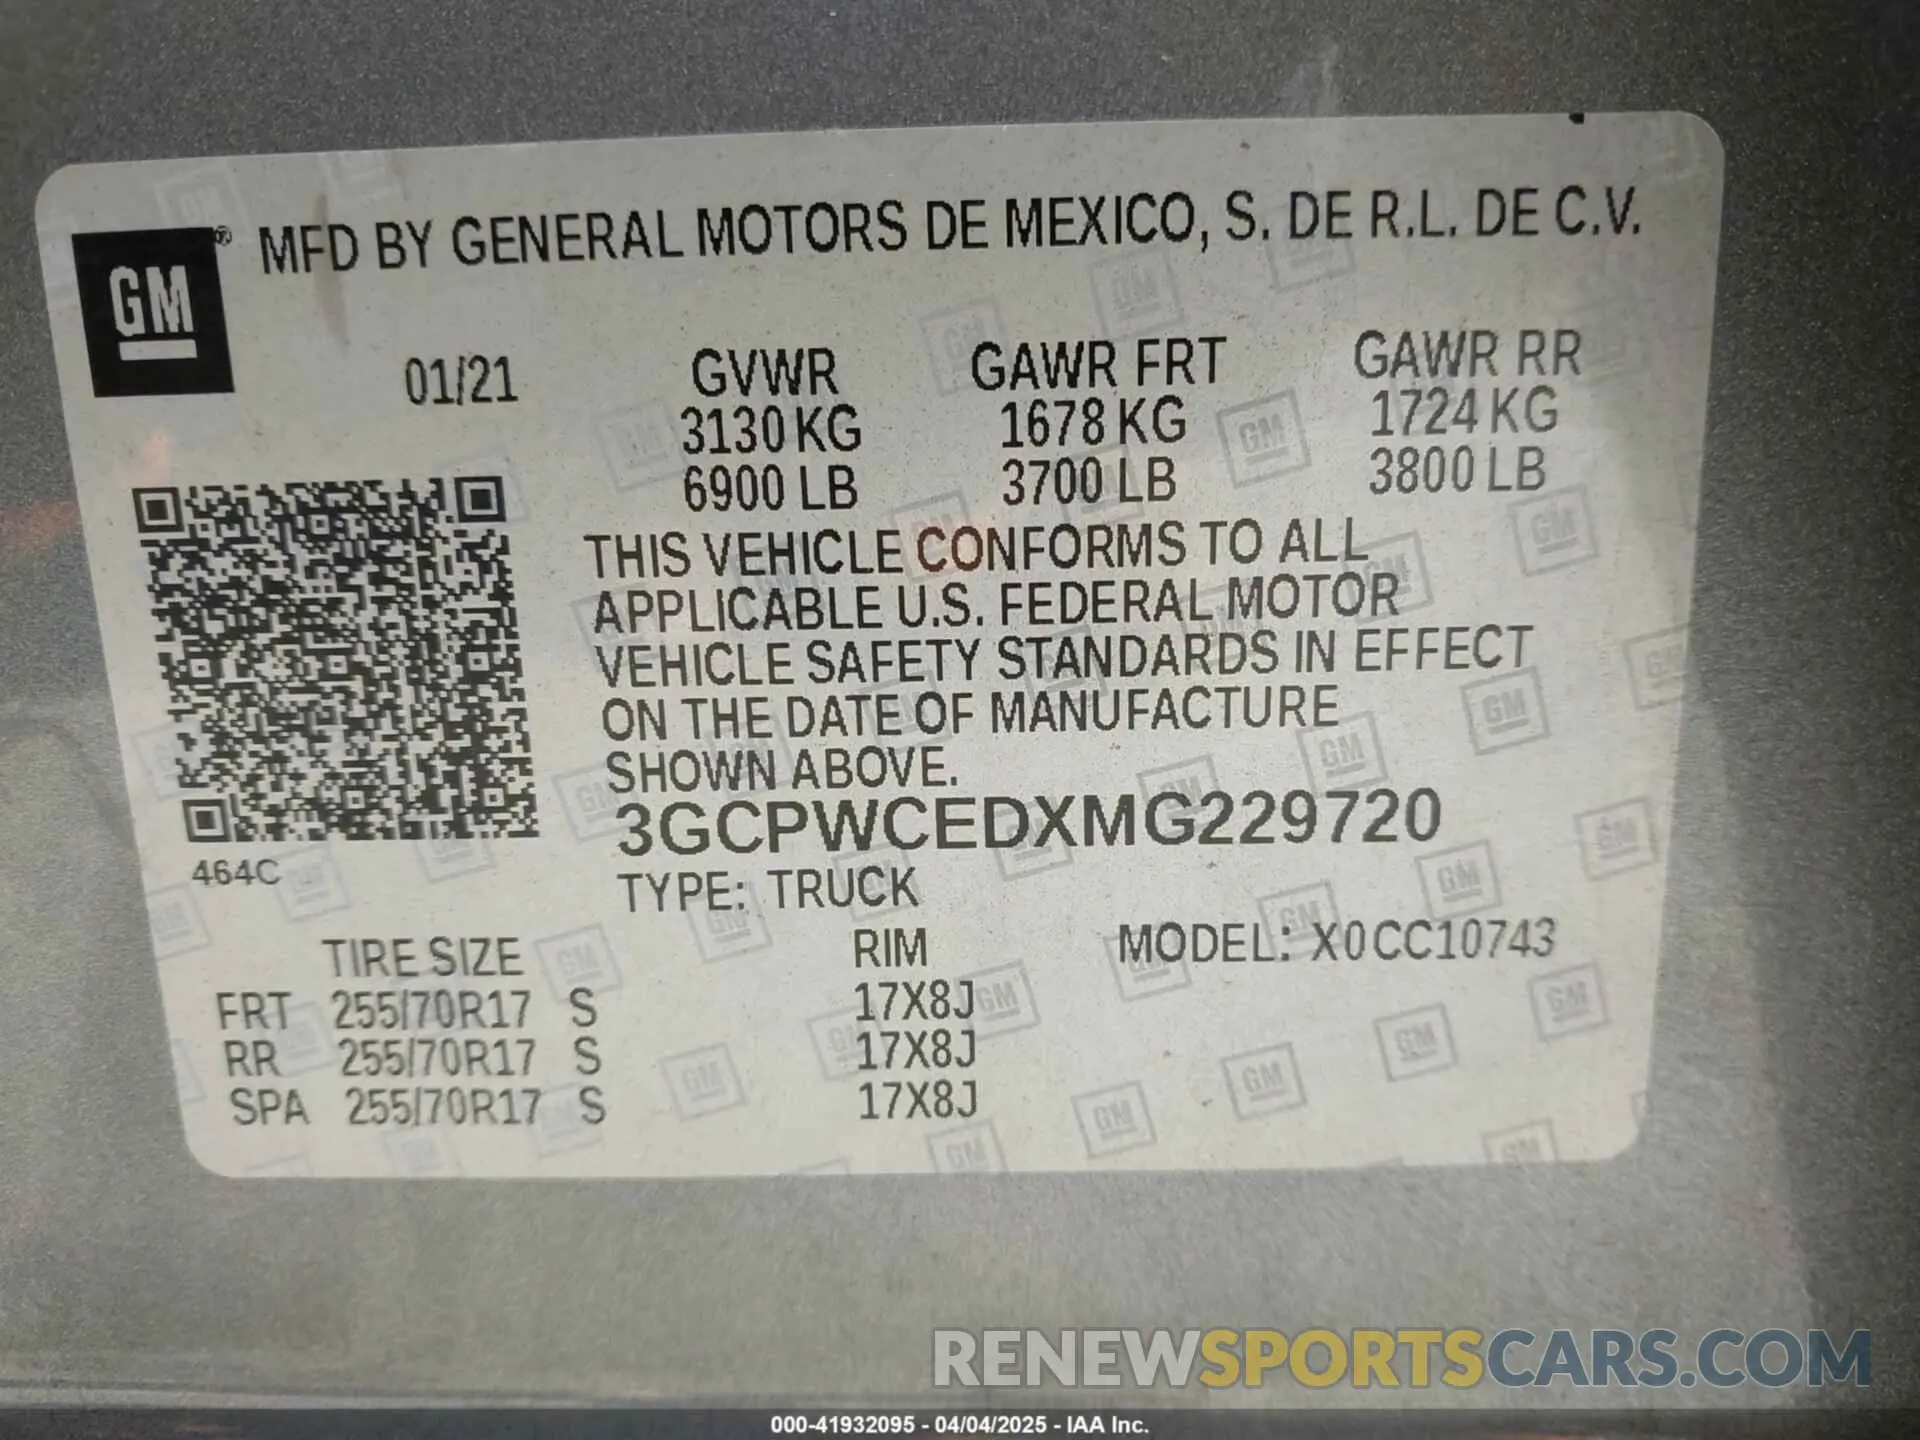 GM® MFD BY GENERAL MOTORS DE MEXICO, S. DE R.L. DE C.V.
01/21 GVWR GAWR FRT GAWR RR
3130 KG 1678 KG 1724 KG
6900 LB 3700 LB 3800 LB
THIS VEHICLE CONFORMS TO ALL
APPLICABLE U.S. FEDERAL MOTOR
VEHICLE SAFETY STANDARDS IN EFFECT
ON THE DATE OF MANUFACTURE
SHOWN ABOVE.
3GCPWCEDXMG229720
464C
TYPE: TRUCK
TIRE SIZE RIM MODEL: X0CC10743
FRT 255/70R17 S 17X8J
RR 255/70R17 S 17X8J
SPA 255/70R17 S 17X8J
RENEWSPORTSCARS.COM
000-41932095 - 04/04/2025 - IAA Inc.